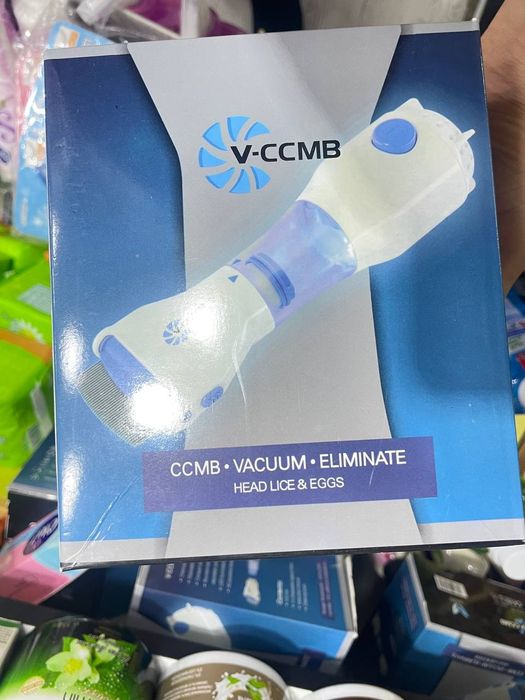 V-CCMB
CCMB • VACUUM • ELIMINATE
HEAD LICE & EGGS